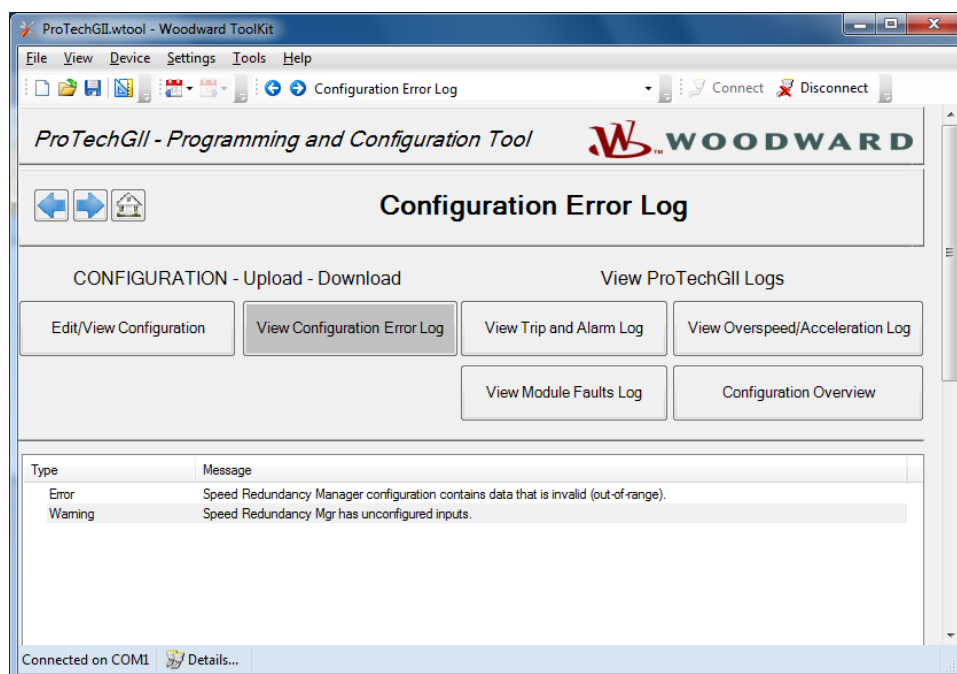 ProTechGII.wtool - Woodward ToolKit
File View Device Settings Tools Help
Configuration Error Log Connect Disconnect
ProTechGII - Programming and Configuration Tool WOODWARD
Configuration Error Log
CONFIGURATION - Upload - Download View ProTechGII Logs
Edit/View Configuration View Configuration Error Log View Trip and Alarm Log View Overspeed/Acceleration Log
View Module Faults Log Configuration Overview
Type Message
Error Speed Redundancy Manager configuration contains data that is invalid (out-of-range).
Warning Speed Redundancy Mgr has unconfigured inputs.
Connected on COM1 Details...